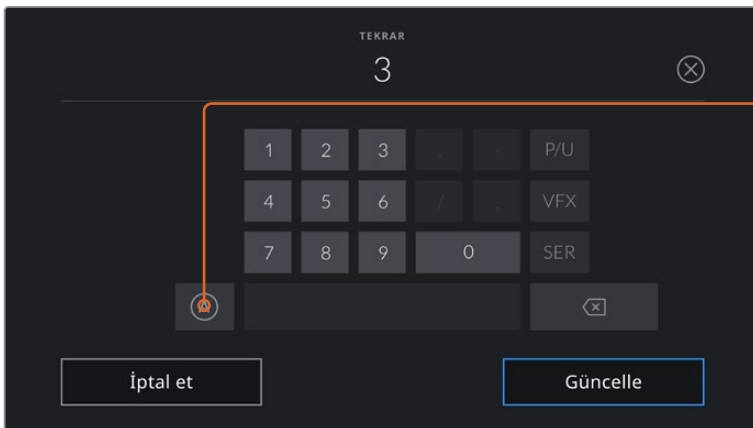 TEKRAR
3
1 2 3 . - P/U
4 5 6 / , VFX
7 8 9 0 SER
A
İptal et Güncelle